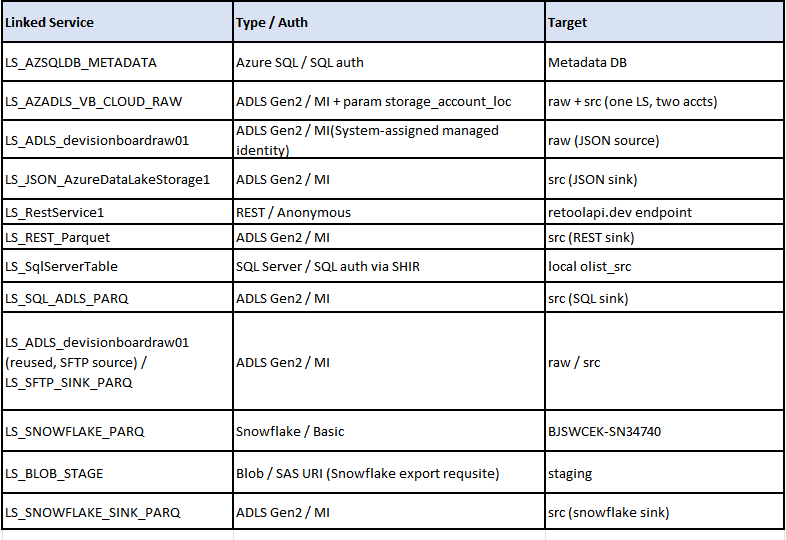 Linked Service Type / Auth Target
LS_AZSQLDB_METADATA Azure SQL / SQL auth Metadata DB
LS_AZADLS_VB_CLOUD_RAW ADLS Gen2 / MI + param storage_account_loc raw + src (one LS, two accts)
LS_ADLS_devisionboardraw01 ADLS Gen2 / MI(System-assigned managed
identity) raw (JSON source)
LS_JSON_AzureDataLakeStorage1 ADLS Gen2 / MI src (JSON sink)
LS_RestService1 REST / Anonymous retoolapi.dev endpoint
LS_REST_Parquet ADLS Gen2 / MI src (REST sink)
LS_SqlServerTable SQL Server / SQL auth via SHIR local olist_src
LS_SQL_ADLS_PARQ ADLS Gen2 / MI src (SQL sink)
LS_ADLS_devisionboardraw01
(reused, SFTP source) /
LS_SFTP_SINK_PARQ ADLS Gen2 / MI raw / src
LS_SNOWFLAKE_PARQ Snowflake / Basic BJSWCEK-SN34740
LS_BLOB_STAGE Blob / SAS URI (Snowflake export requsite) staging
LS_SNOWFLAKE_SINK_PARQ ADLS Gen2 / MI src (snowflake sink)